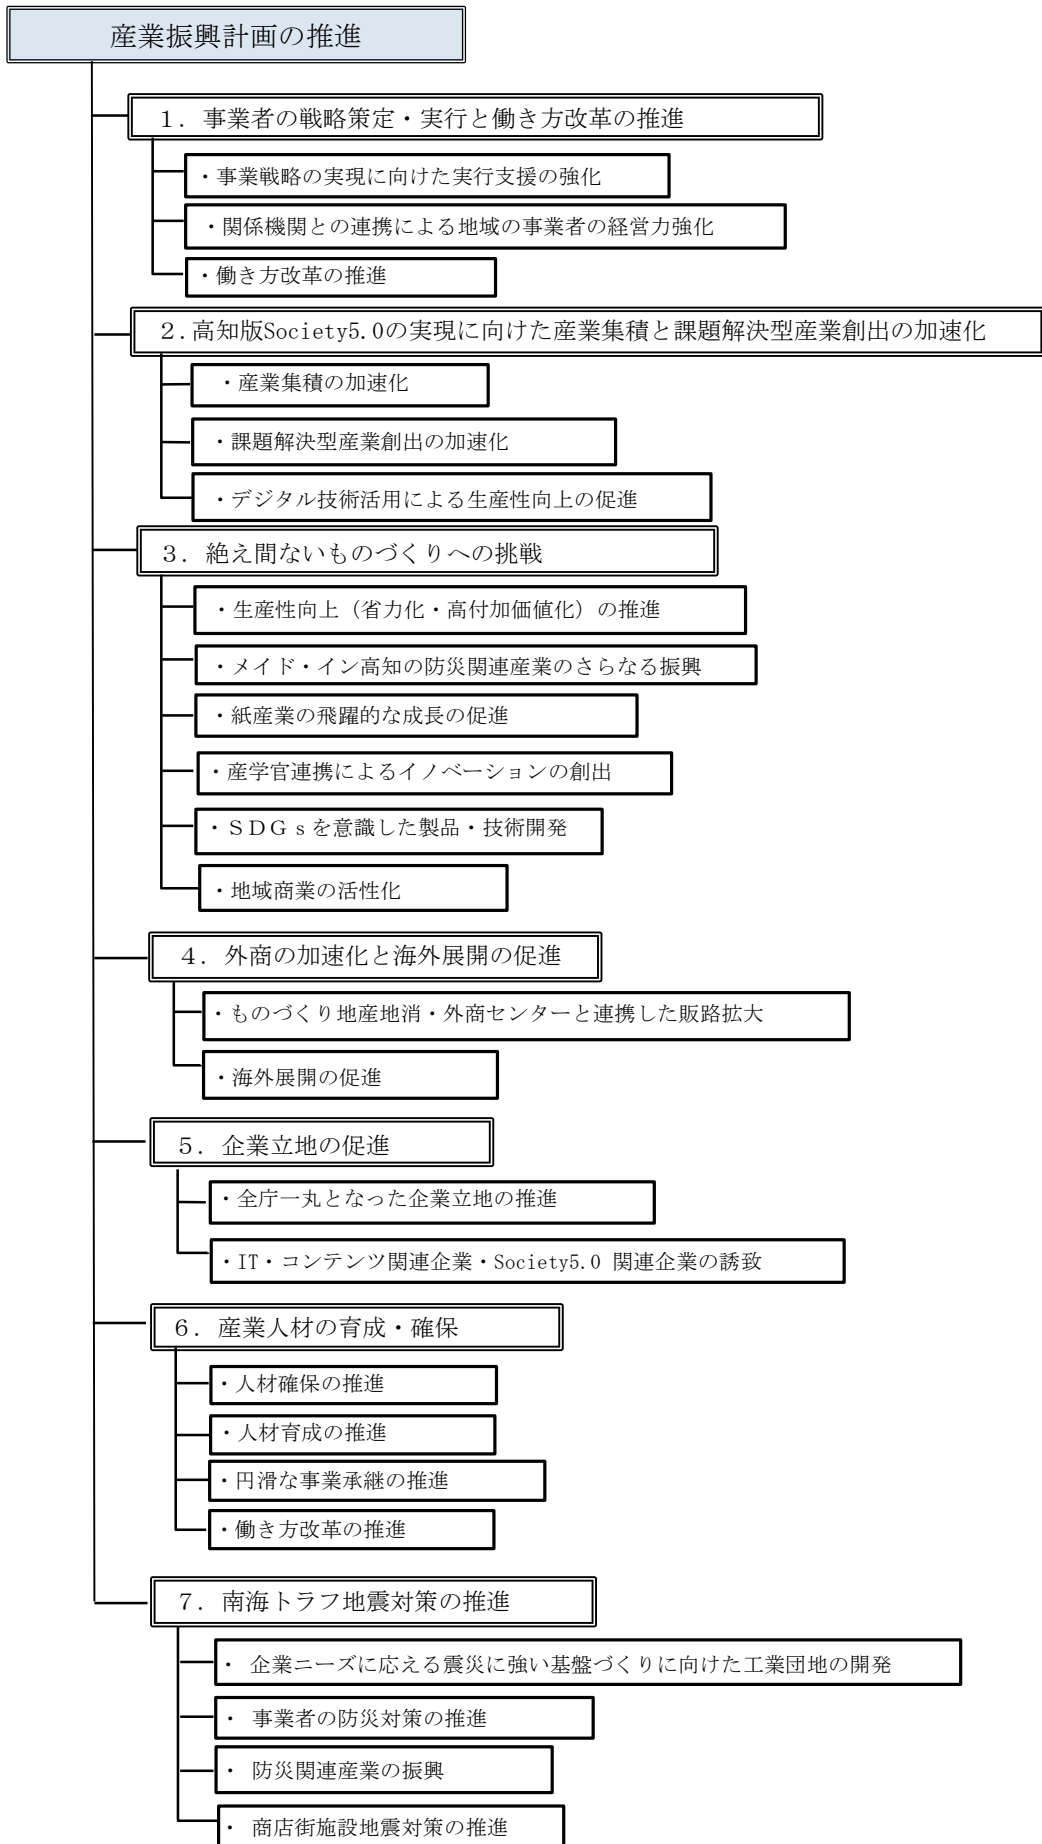 産業振興計画の推進
１．事業者の戦略策定・実行と働き方改革の推進
・事業戦略の実現に向けた実行支援の強化
・関係機関との連携による地域の事業者の経営力強化
・働き方改革の推進
２.高知版Society5.0の実現に向けた産業集積と課題解決型産業創出の加速化
・産業集積の加速化
・課題解決型産業創出の加速化
・デジタル技術活用による生産性向上の促進
３．絶え間ないものづくりへの挑戦
・生産性向上（省力化・高付加価値化）の推進
・メイド・イン高知の防災関連産業のさらなる振興
・紙産業の飛躍的な成長の促進
・産学官連携によるイノベーションの創出
・ＳＤＧｓを意識した製品・技術開発
・地域商業の活性化
４．外商の加速化と海外展開の促進
・ものづくり地産地消・外商センターと連携した販路拡大
・海外展開の促進
５．企業立地の促進
・全庁一丸となった企業立地の推進
・IT・コンテンツ関連企業・Society5.0 関連企業の誘致
６．産業人材の育成・確保
・人材確保の推進
・人材育成の推進
・円滑な事業承継の推進
・働き方改革の推進
７．南海トラフ地震対策の推進
・ 企業ニーズに応える震災に強い基盤づくりに向けた工業団地の開発
・ 事業者の防災対策の推進
・ 防災関連産業の振興
・ 商店街施設地震対策の推進